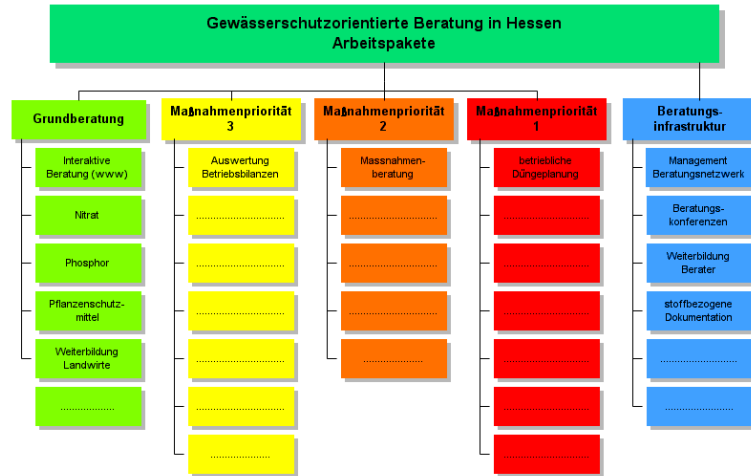 Gewässerschutzorientierte Beratung in Hessen
Arbeitspakete
Grundberatung
Interaktive
Beratung (www)
Nitrat
Phosphor
Pflanzenschutz-
mittel
Weiterbildung
Landwirte
...................
Maßnahmenpriorität
3
Auswertung
Betriebsbilanzen
..............................
..............................
..............................
..............................
..............................
....................
Maßnahmenpriorität
2
Massnahmen-
beratung
..............................
..............................
..............................
....................
Maßnahmenpriorität
1
betriebliche
Düngeplanung
..............................
..............................
..............................
..............................
..............................
..............................
Beratungs-
infrastruktur
Management
Beratungsnetzwerk
Beratungs-
konferenzen
Weiterbildung
Berater
stoffbezogene
Dokumentation
....................
....................